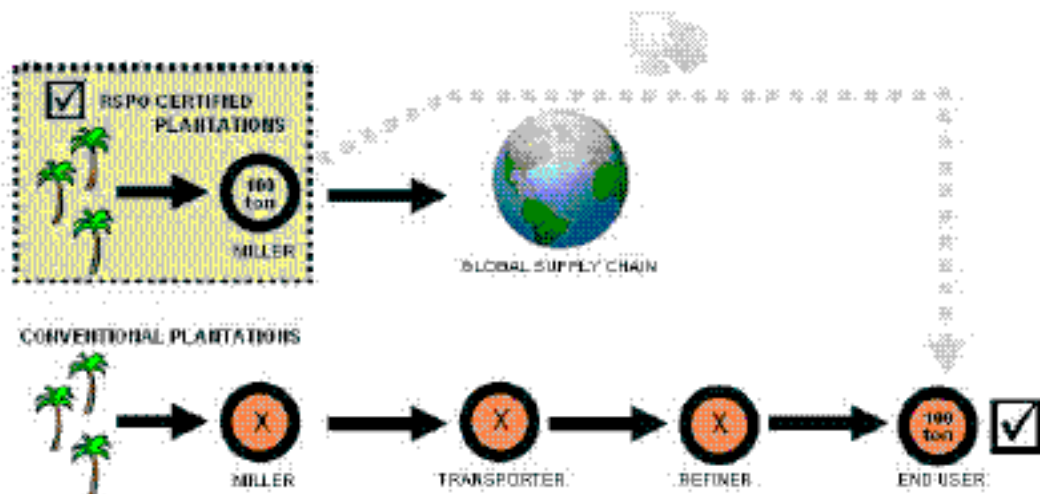 RSPO CERTIFIED
PLANTATIONS
100
ton
MILLER
GLOBAL SUPPLY CHAIN
CONVENTIONAL PLANTATIONS
X
X
X
100
ton
MILLER
TRANSPORTER
REFINER
END-USER